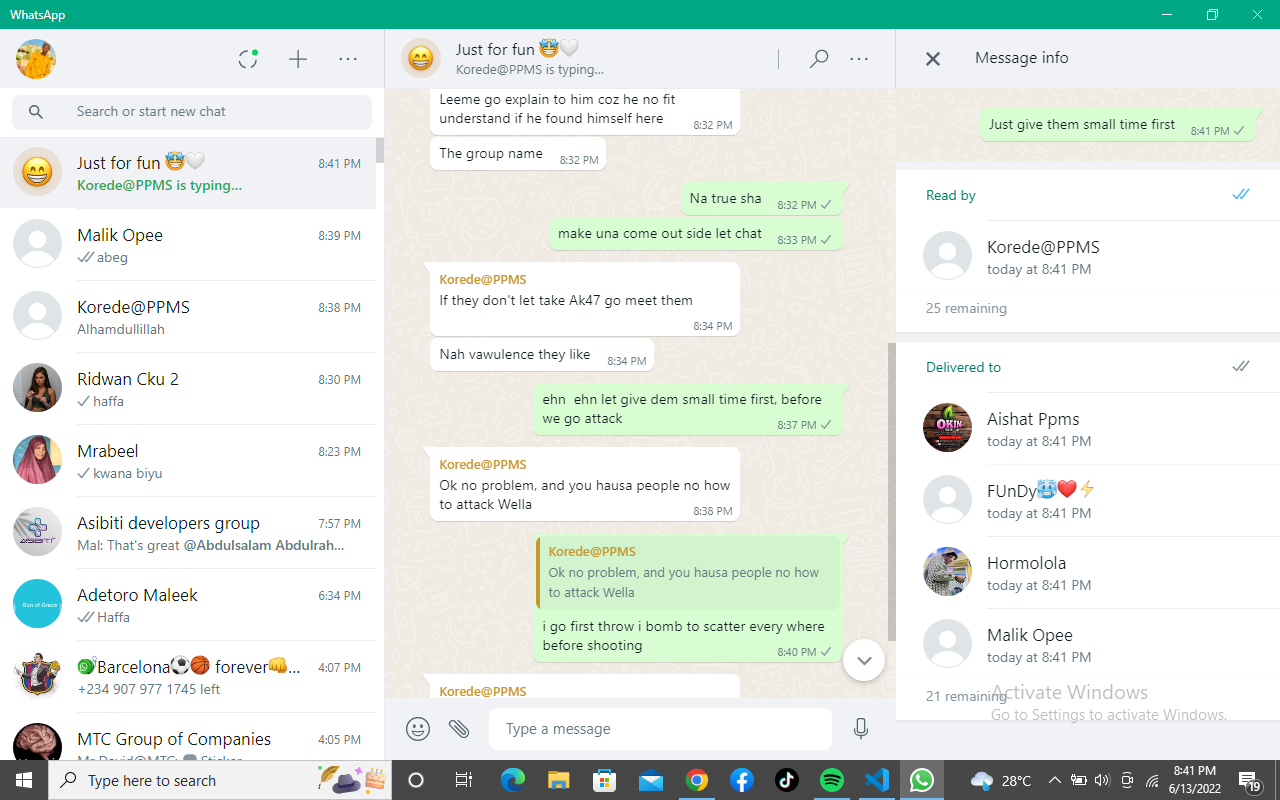 WhatsApp
Search or start new chat
Just for fun 🤩🤍
8:41 PM
Korede@PPMS is typing...
Malik Opee
8:39 PM
abeg
Korede@PPMS
8:38 PM
Alhamdullillah
Ridwan Cku 2
8:30 PM
haffa
Mrabeel
8:23 PM
kwana biyu
Asibiti developers group
7:57 PM
Mal: That's great @Abdulsalam Abdulrah...
Adetoro Maleek
6:34 PM
Haffa
Barcelona⚽🏀 forever👊...
4:07 PM
+234 907 977 1745 left
MTC Group of Companies
4:05 PM
Mr.David@MTC: Sticker
Just for fun 🤩🤍
Korede@PPMS is typing...
Leeme go explain to him coz he no fit
understand if he found himself here
8:32 PM
The group name
8:32 PM
Na true sha
8:32 PM
make una come out side let chat
8:33 PM
Korede@PPMS
If they don't let take Ak47 go meet them
8:34 PM
Nah vawulence they like
8:34 PM
ehn  ehn let give dem small time first, before
we go attack
8:37 PM
Korede@PPMS
Ok no problem, and you hausa people no how
to attack Wella
8:38 PM
Korede@PPMS
Ok no problem, and you hausa people no how
to attack Wella
i go first throw i bomb to scatter every where
before shooting
8:40 PM
Korede@PPMS
Type a message
Message info
Just give them small time first
8:41 PM
Read by
Korede@PPMS
today at 8:41 PM
25 remaining
Delivered to
Aishat Ppms
today at 8:41 PM
FUnDy🥶❤️⚡
today at 8:41 PM
Hormolola
today at 8:41 PM
Malik Opee
today at 8:41 PM
21 remaining
Activate Windows
Go to Settings to activate Windows.
Type here to search
28°C
8:41 PM
6/13/2022
19